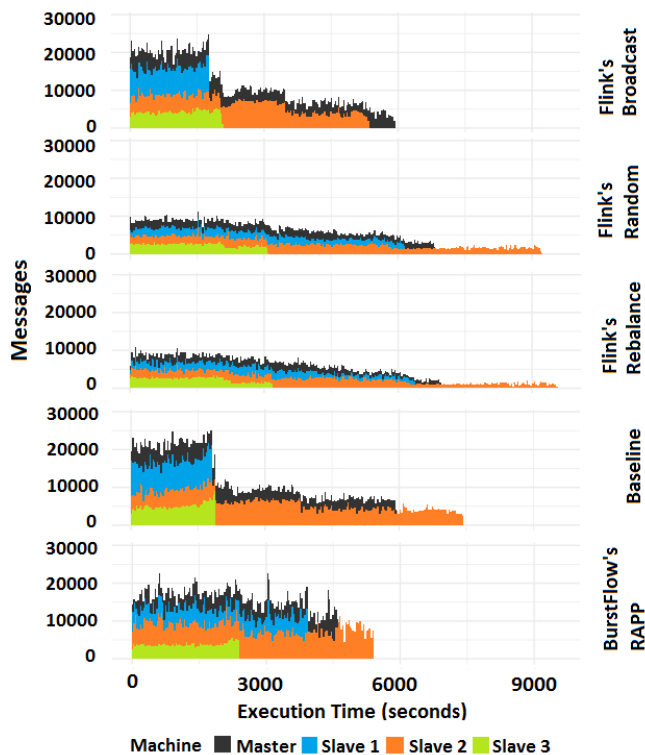 30000
20000
10000
0
Flink's
Broadcast
30000
20000
10000
0
Flink's
Random
30000
20000
10000
0
Flink's
Rebalance
30000
20000
10000
0
Baseline
30000
20000
10000
0
BurstFlow's
RAPP
Messages
0 3000 6000 9000
Execution Time (seconds)
Machine Master Slave 1 Slave 2 Slave 3